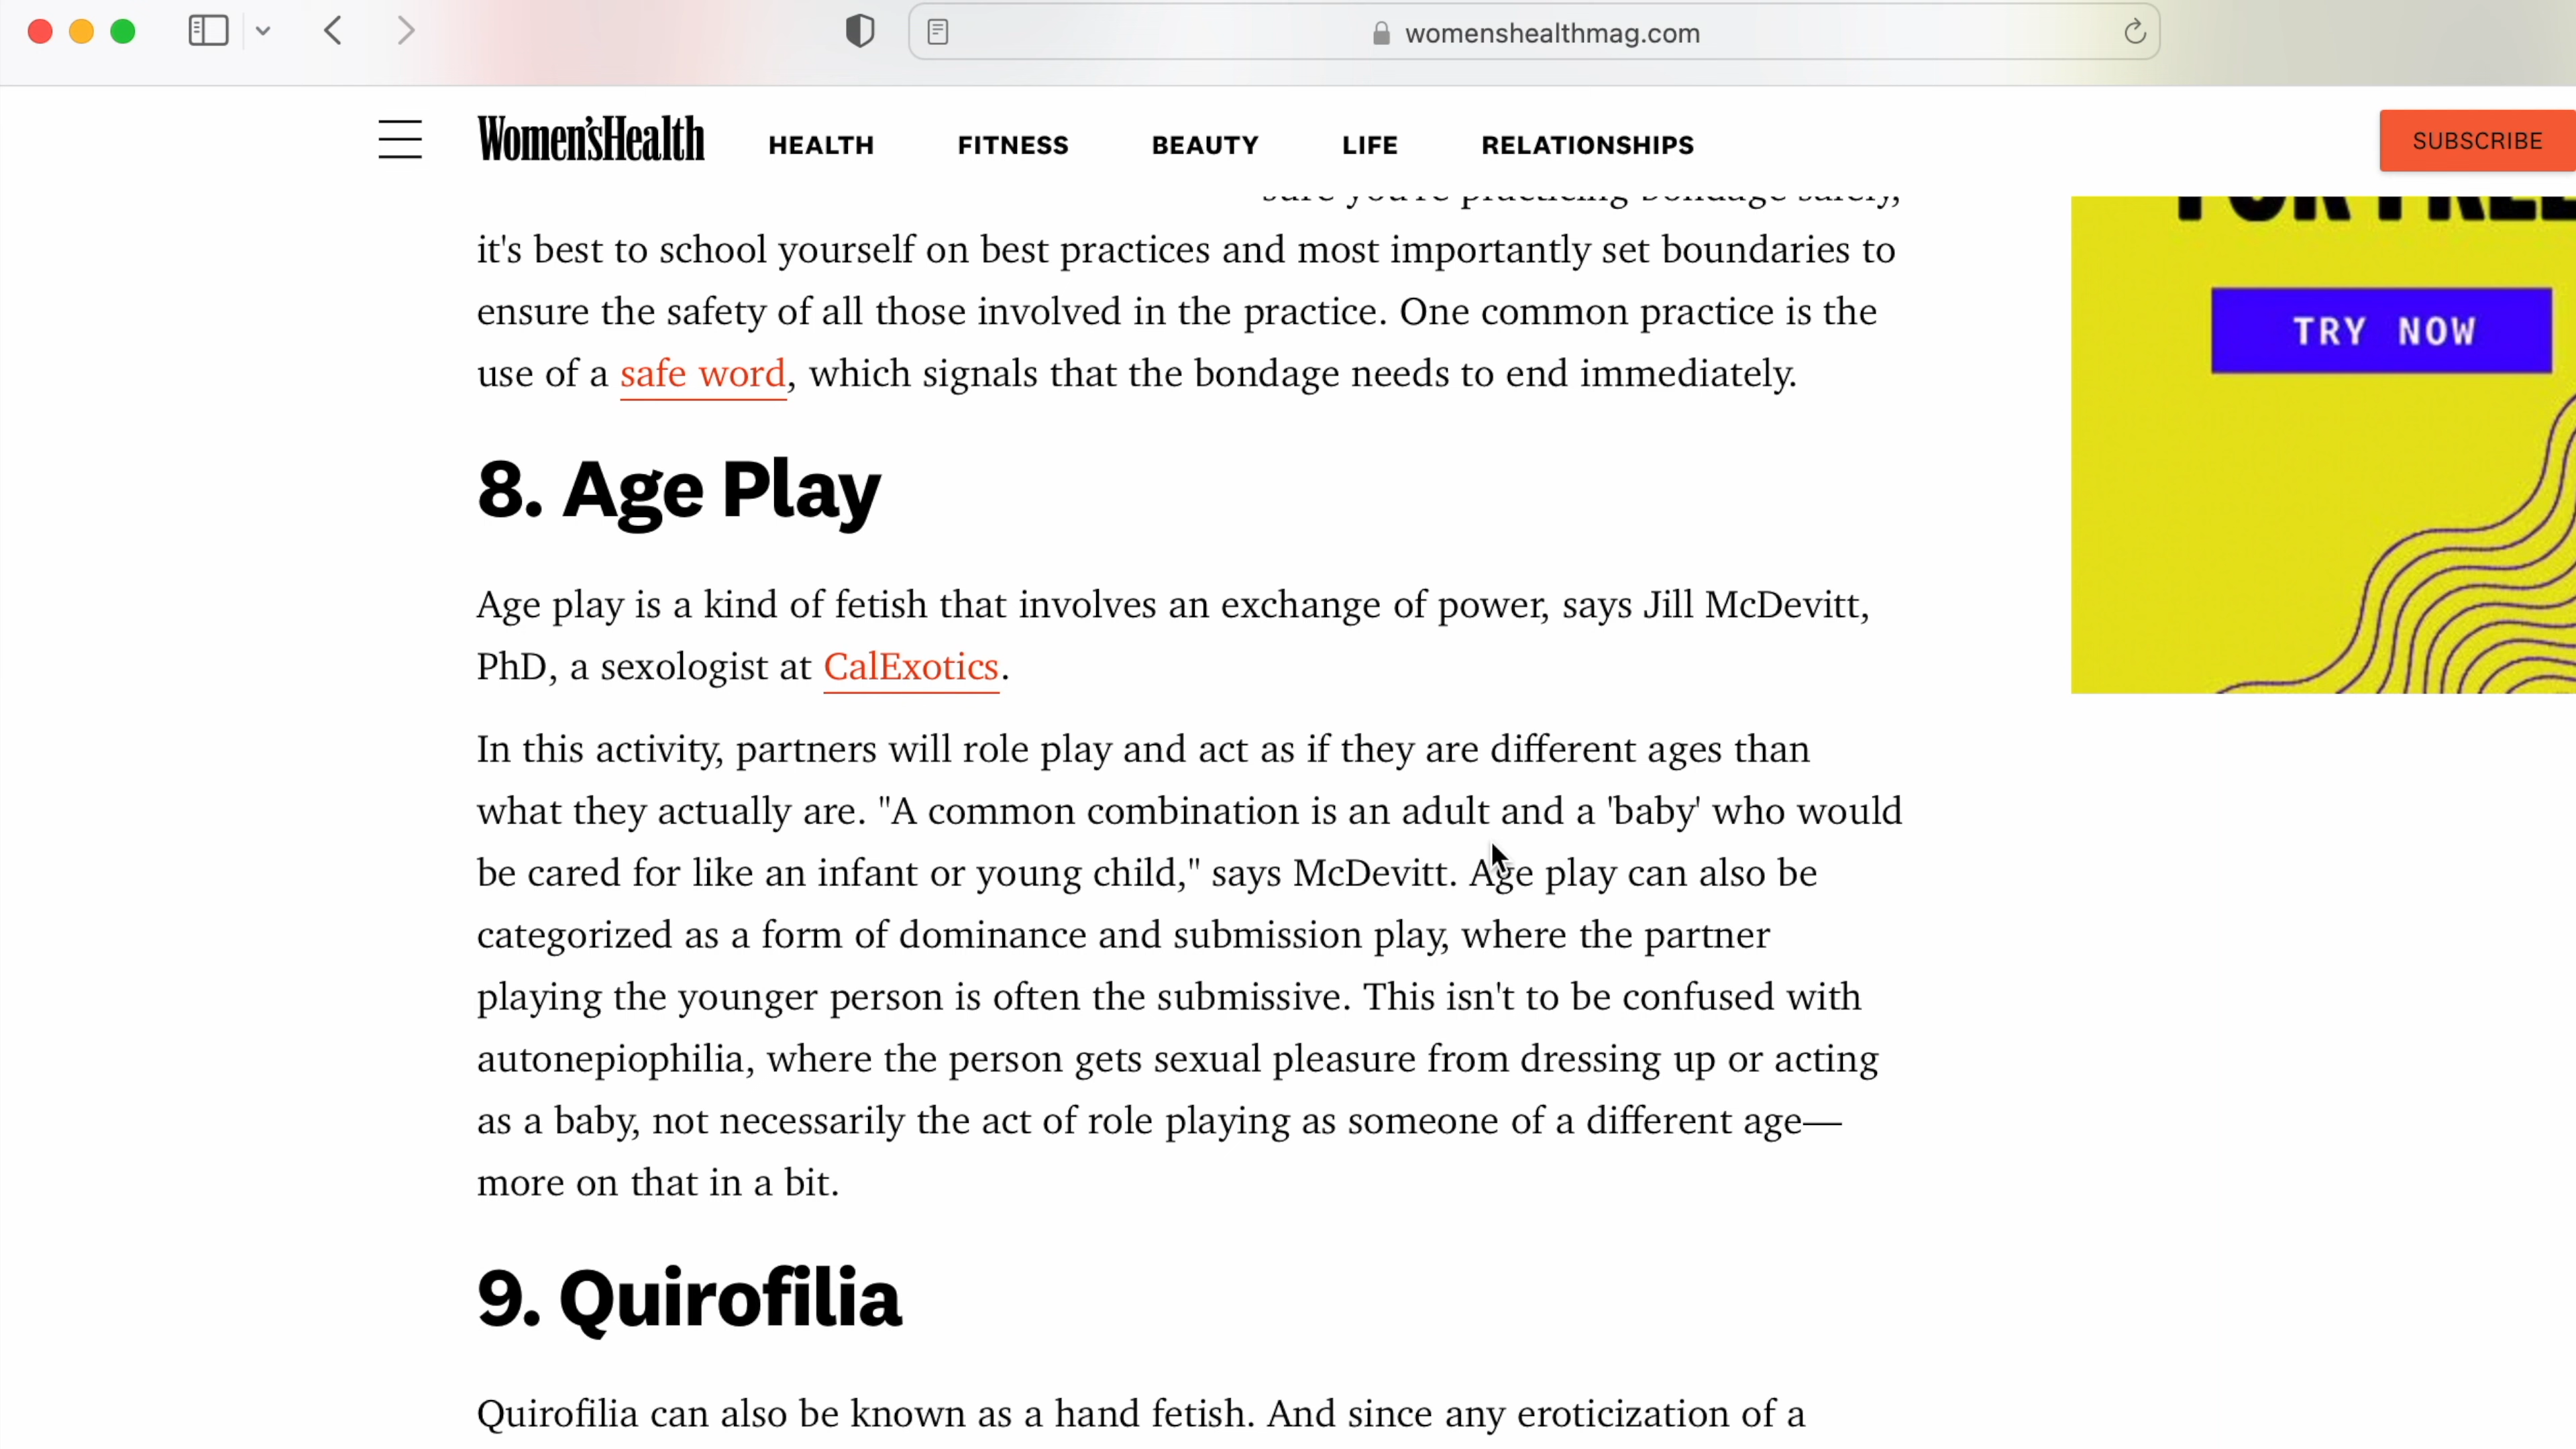 womenshealthmag.com
Women'sHealth HEALTH FITNESS BEAUTY LIFE RELATIONSHIPS SUBSCRIBE
sure you're practicing bondage safely,
it's best to school yourself on best practices and most importantly set boundaries to
ensure the safety of all those involved in the practice. One common practice is the
use of a safe word, which signals that the bondage needs to end immediately.
TRY NOW
8. Age Play
Age play is a kind of fetish that involves an exchange of power, says Jill McDevitt,
PhD, a sexologist at CalExotics.
In this activity, partners will role play and act as if they are different ages than
what they actually are. "A common combination is an adult and a 'baby' who would
be cared for like an infant or young child," says McDevitt. Age play can also be
categorized as a form of dominance and submission play, where the partner
playing the younger person is often the submissive. This isn't to be confused with
autonepiophilia, where the person gets sexual pleasure from dressing up or acting
as a baby, not necessarily the act of role playing as someone of a different age—
more on that in a bit.
9. Quirofilia
Quirofilia can also be known as a hand fetish. And since any eroticization of a